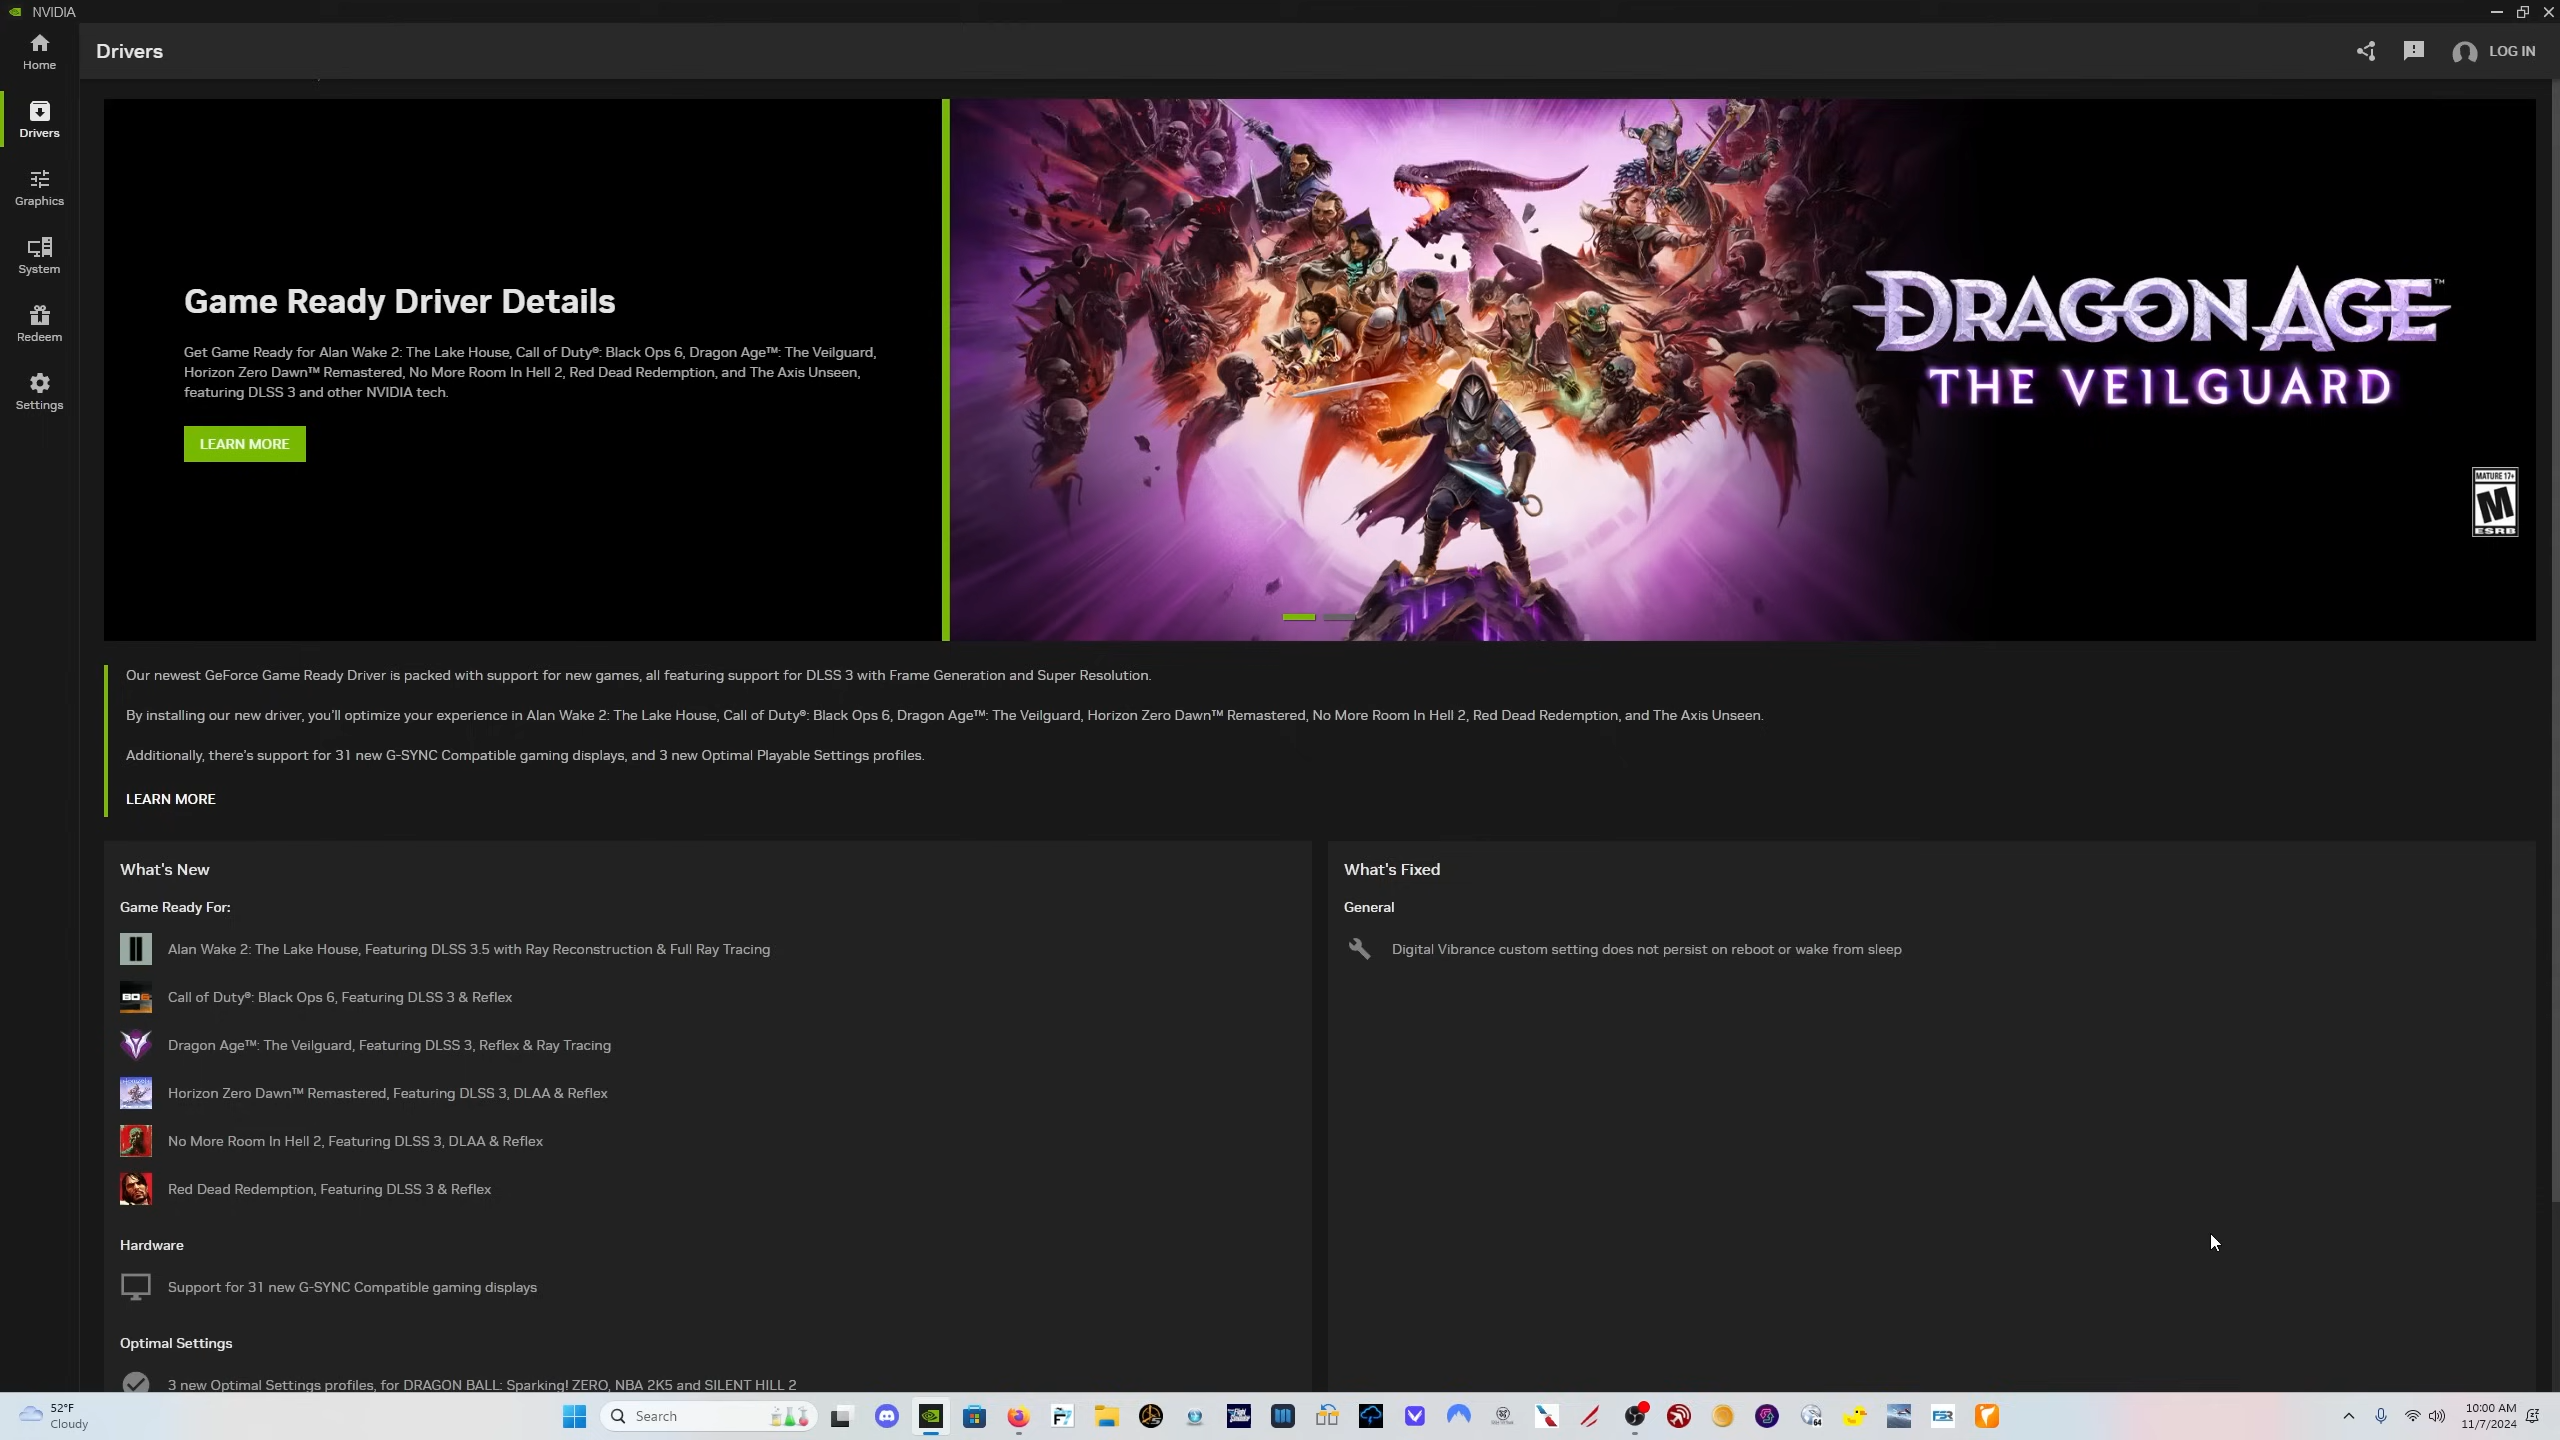 NVIDIA
Home
Drivers
Graphics
System
Redeem
Settings
Drivers
LOG IN
Game Ready Driver Details
Get Game Ready for Alan Wake 2: The Lake House, Call of Duty®: Black Ops 6, Dragon Age™: The Veilguard,
Horizon Zero Dawn™ Remastered, No More Room In Hell 2, Red Dead Redemption, and The Axis Unseen,
featuring DLSS 3 and other NVIDIA tech.
LEARN MORE
DRAGON AGE™
THE VEILGUARD
MATURE 17+
M
ESRB
Our newest GeForce Game Ready Driver is packed with support for new games, all featuring support for DLSS 3 with Frame Generation and Super Resolution.
By installing our new driver, you'll optimize your experience in Alan Wake 2: The Lake House, Call of Duty®: Black Ops 6, Dragon Age™: The Veilguard, Horizon Zero Dawn™ Remastered, No More Room In Hell 2, Red Dead Redemption, and The Axis Unseen.
Additionally, there's support for 31 new G-SYNC Compatible gaming displays, and 3 new Optimal Playable Settings profiles.
LEARN MORE
What's New
Game Ready For:
Alan Wake 2: The Lake House, Featuring DLSS 3.5 with Ray Reconstruction & Full Ray Tracing
Call of Duty®: Black Ops 6, Featuring DLSS 3 & Reflex
Dragon Age™: The Veilguard, Featuring DLSS 3, Reflex & Ray Tracing
Horizon Zero Dawn™ Remastered, Featuring DLSS 3, DLAA & Reflex
No More Room In Hell 2, Featuring DLSS 3, DLAA & Reflex
Red Dead Redemption, Featuring DLSS 3 & Reflex
Hardware
Support for 31 new G-SYNC Compatible gaming displays
Optimal Settings
3 new Optimal Settings profiles, for DRAGON BALL: Sparking! ZERO, NBA 2K5 and SILENT HILL 2
What's Fixed
General
Digital Vibrance custom setting does not persist on reboot or wake from sleep
52°F
Cloudy
Search
10:00 AM
11/7/2024